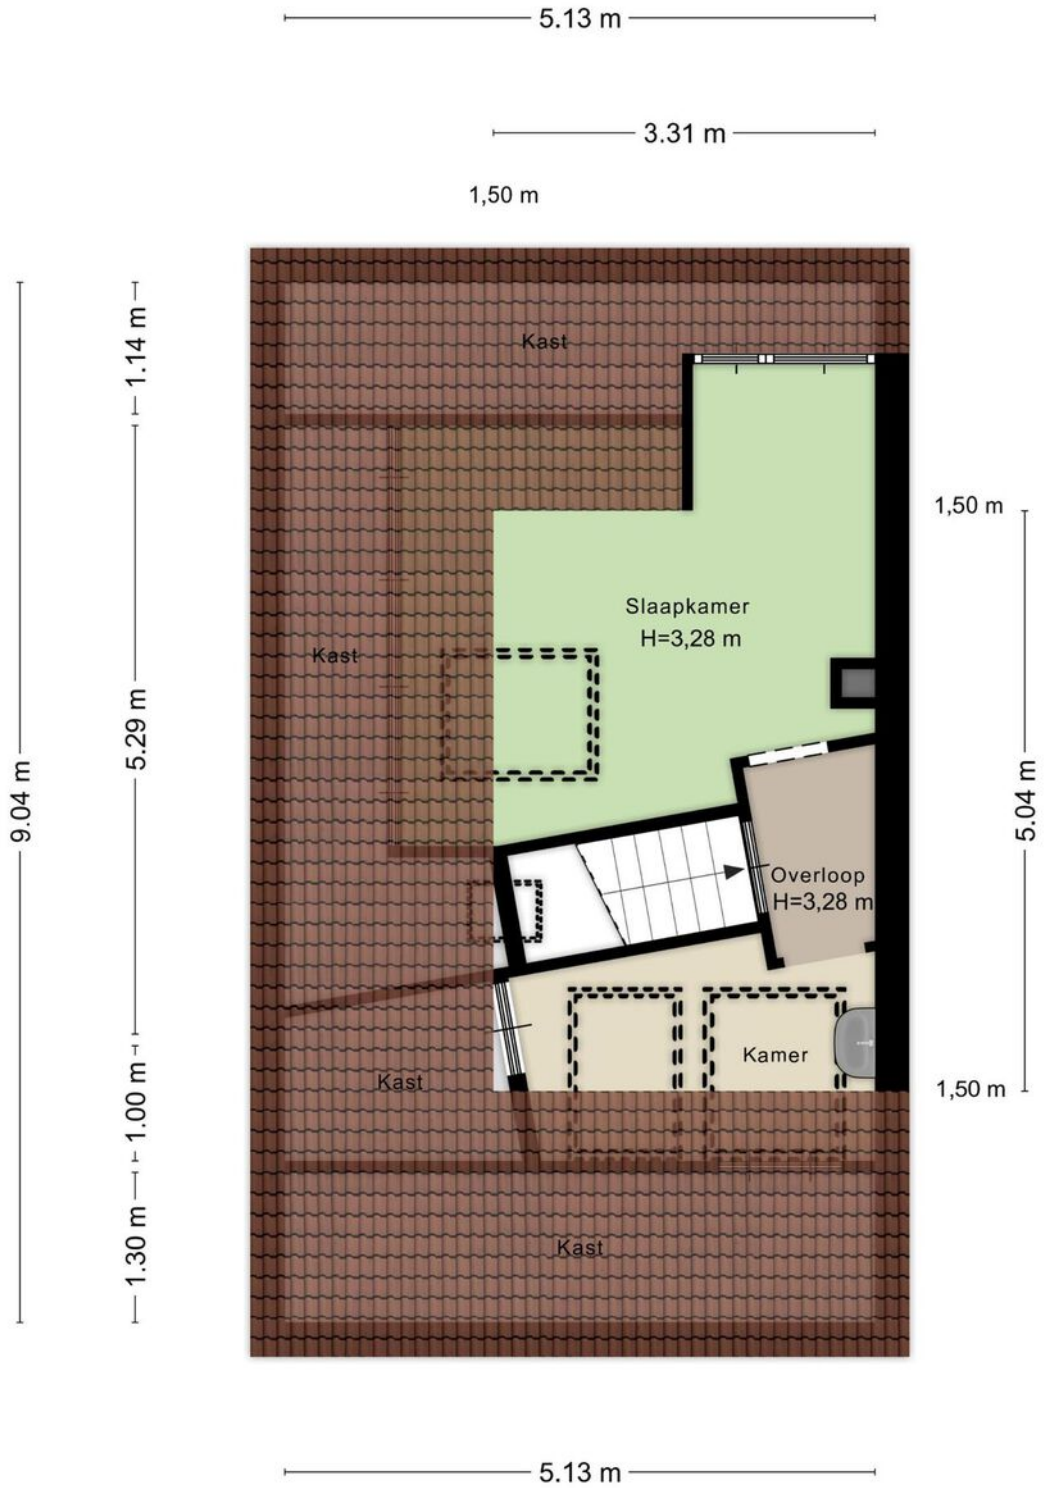 5.13 m
3.31 m
1,50 m
1.14 m
Kast
1,50 m
Slaapkamer
H=3,28 m
Kast
5.29 m
9.04 m
5.04 m
Overloop
H=3,28 m
Kamer
Kast
1.00 m
1,50 m
1.30 m
Kast
5.13 m